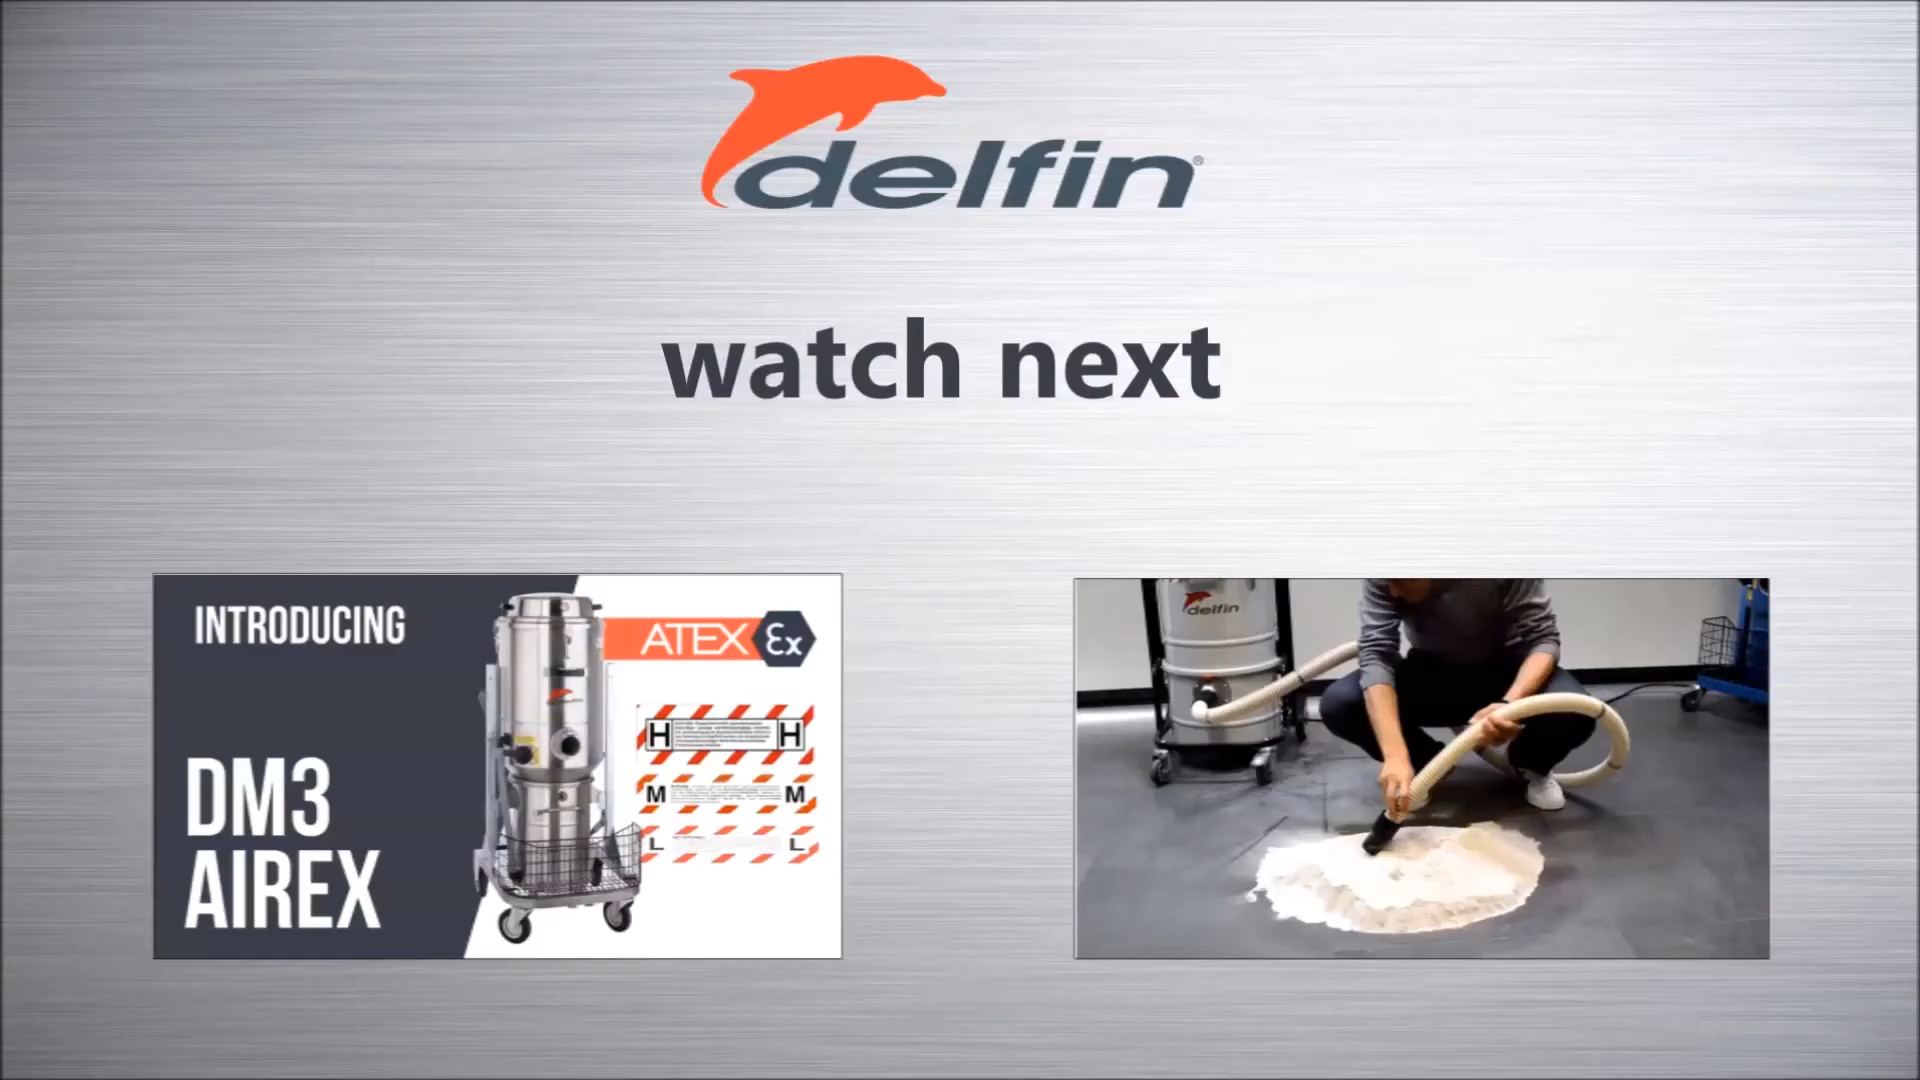 delfin®
watch next
INTRODUCING
DM3
AIREX
ATEX Ex
H H
M M
L L
delfin